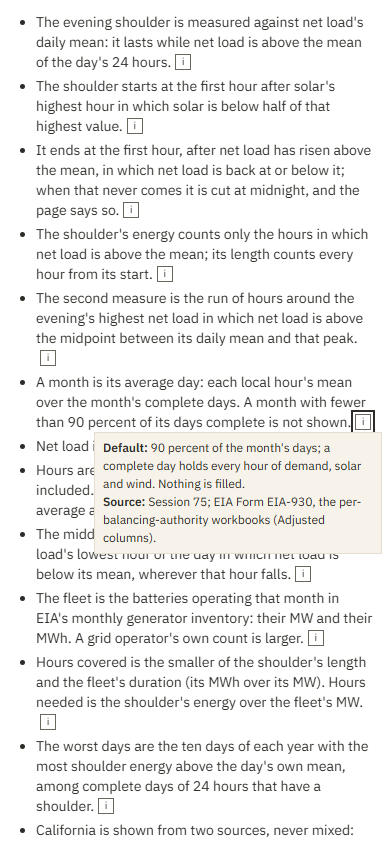 The evening shoulder is measured against net load's
daily mean: it lasts while net load is above the mean
of the day's 24 hours. i
The shoulder starts at the first hour after solar's
highest hour in which solar is below half of that
highest value. i
It ends at the first hour, after net load has risen above
the mean, in which net load is back at or below it;
when that never comes it is cut at midnight, and the
page says so. i
The shoulder's energy counts only the hours in which
net load is above the mean; its length counts every
hour from its start. i
The second measure is the run of hours around the
evening's highest net load in which net load is above
the midpoint between its daily mean and that peak.
i
A month is its average day: each local hour's mean
over the month's complete days. A month with fewer
than 90 percent of its days complete is not shown. i
Net load
Default: 90 percent of the month's days; a
complete day holds every hour of demand, solar
and wind. Nothing is filled.
Source: Session 75; EIA Form EIA-930, the per-
balancing-authority workbooks (Adjusted
columns).
Hours are
included.
average
The
load's lowest hour of the day in which net load is
below its mean, wherever that hour falls. i
The fleet is the batteries operating that month in
EIA's monthly generator inventory: their MW and their
MWh. A grid operator's own count is larger. i
Hours covered is the smaller of the shoulder's length
and the fleet's duration (its MWh over its MW). Hours
needed is the shoulder's energy over the fleet's MW.
i
The worst days are the ten days of each year with the
most shoulder energy above the day's own mean,
among complete days of 24 hours that have a
shoulder. i
California is shown from two sources, never mixed: